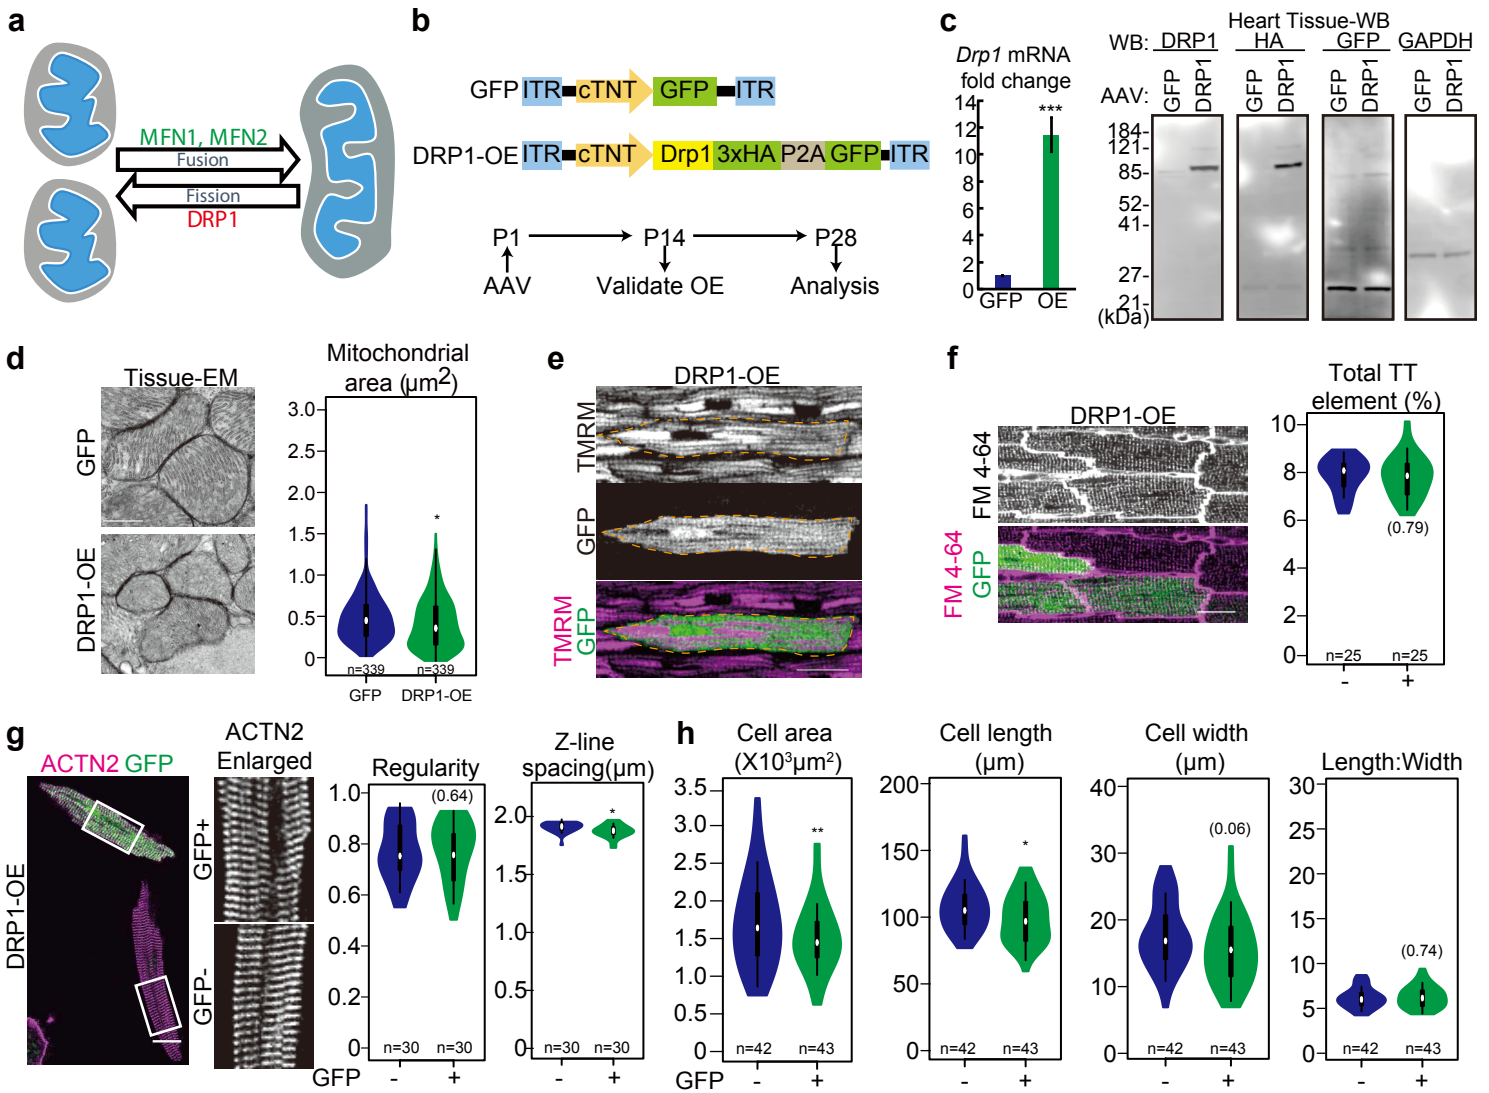 a
MFN1, MFN2
Fusion
Fission
DRP1
b
GFP ITR cTNT GFP ITR
DRP1-OE ITR cTNT Drp1 3xHA P2A GFP ITR
P1 P14 P28
AAV Validate OE Analysis
c
Drp1 mRNA
fold change
14
12
10
8
6
4
2
0
GFP OE
***
Heart Tissue-WB
WB: DRP1 HA GFP GAPDH
AAV: GFP DRP1 GFP DRP1 GFP DRP1 GFP DRP1
184-
121-
85-
52-
41-
27-
21-
(kDa)
d
Tissue-EM
GFP
DRP1-OE
Mitochondrial
area (µm2)
3.0
2.5
2.0
1.5
1.0
0.5
0
*
n=339 n=339
GFP DRP1-OE
e
DRP1-OE
TMRM
GFP
TMRM
GFP
f
DRP1-OE
FM 4-64
FM 4-64
GFP
Total TT
element (%)
10
8
6
4
2
0
(0.79)
n=25 n=25
- +
g
ACTN2 GFP
DRP1-OE
ACTN2
Enlarged
GFP+
GFP-
Regularity
1.0
0.8
0.6
0.4
0.2
0
(0.64)
n=30 n=30
GFP - +
Z-line
spacing(µm)
2.0
1.5
1.0
0.5
0
*
n=30 n=30
- +
h
Cell area
(X10³µm²)
3.5
3.0
2.5
2.0
1.5
1.0
0.5
0
**
n=42 n=43
GFP - +
Cell length
(µm)
200
150
100
50
0
*
n=42 n=43
- +
Cell width
(µm)
40
30
20
10
0
(0.06)
n=42 n=43
- +
Length:Width
30
25
20
15
10
5
0
(0.74)
n=42 n=43
- +